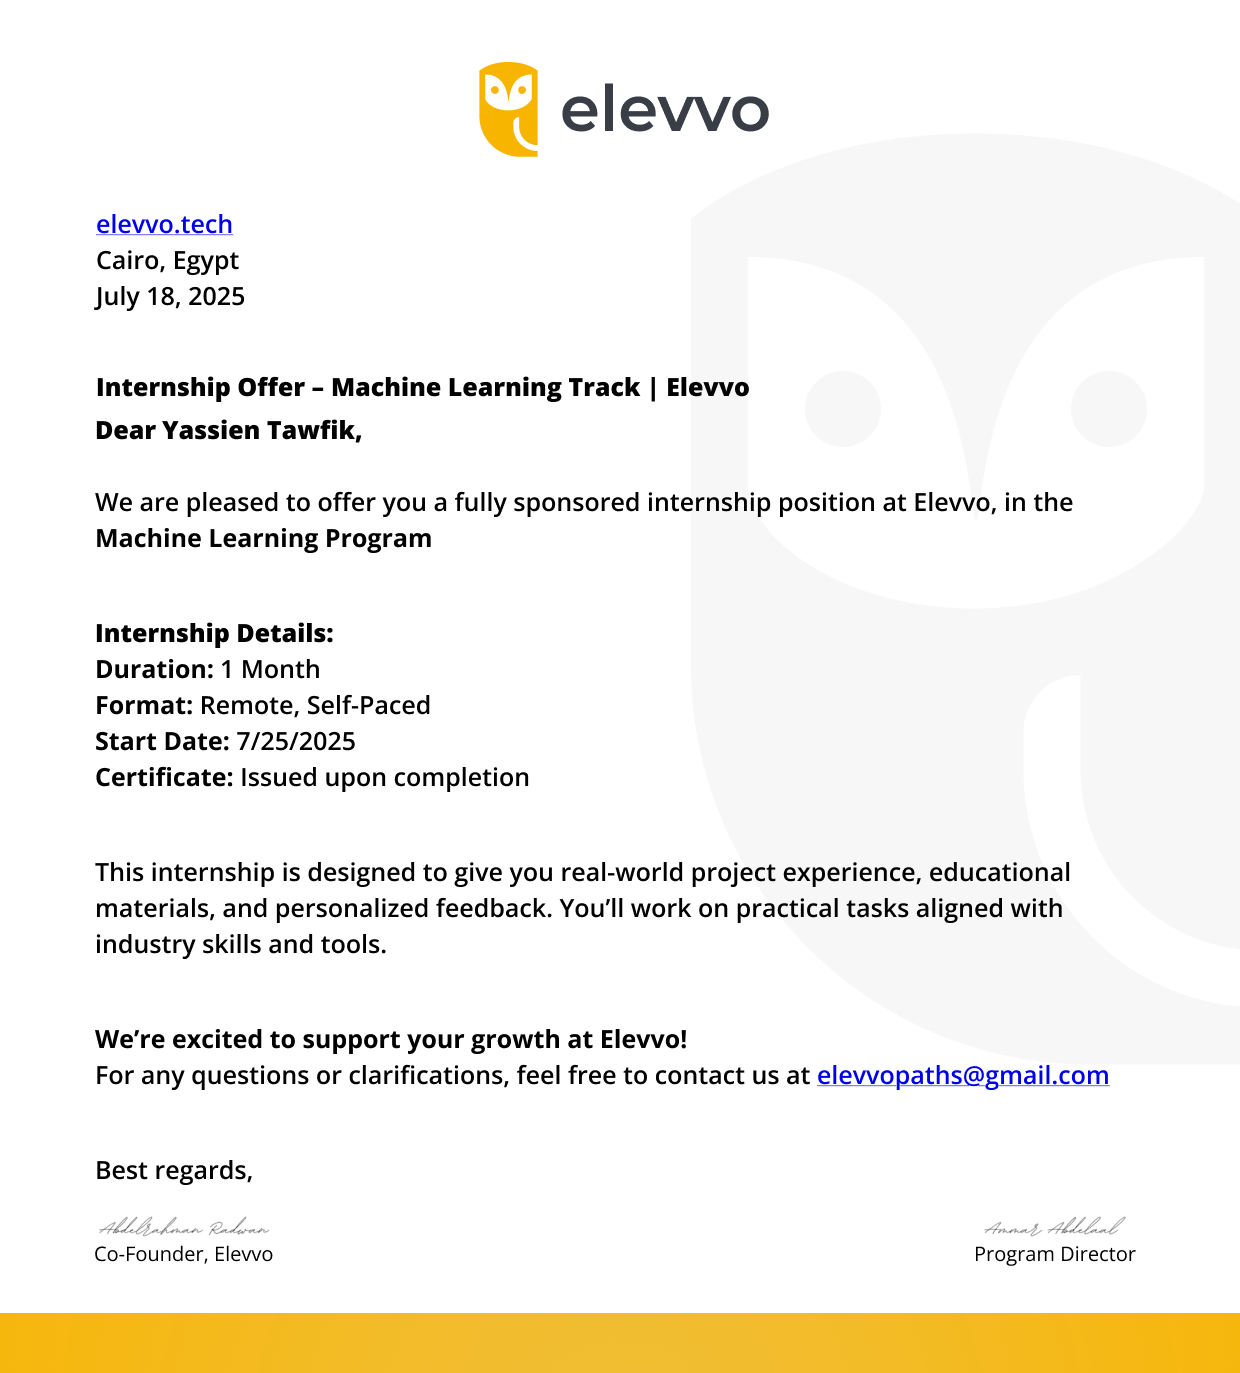 elevvo
elevvo.tech
Cairo, Egypt
July 18, 2025
Internship Offer – Machine Learning Track | Elevvo
Dear Yassien Tawfik,
We are pleased to offer you a fully sponsored internship position at Elevvo, in the
Machine Learning Program
Internship Details:
Duration: 1 Month
Format: Remote, Self-Paced
Start Date: 7/25/2025
Certificate: Issued upon completion
This internship is designed to give you real-world project experience, educational
materials, and personalized feedback. You’ll work on practical tasks aligned with
industry skills and tools.
We’re excited to support your growth at Elevvo!
For any questions or clarifications, feel free to contact us at elevvopaths@gmail.com
Best regards,
Abdelrahman Radwan
Co-Founder, Elevvo
Ammar Abdelaal
Program Director